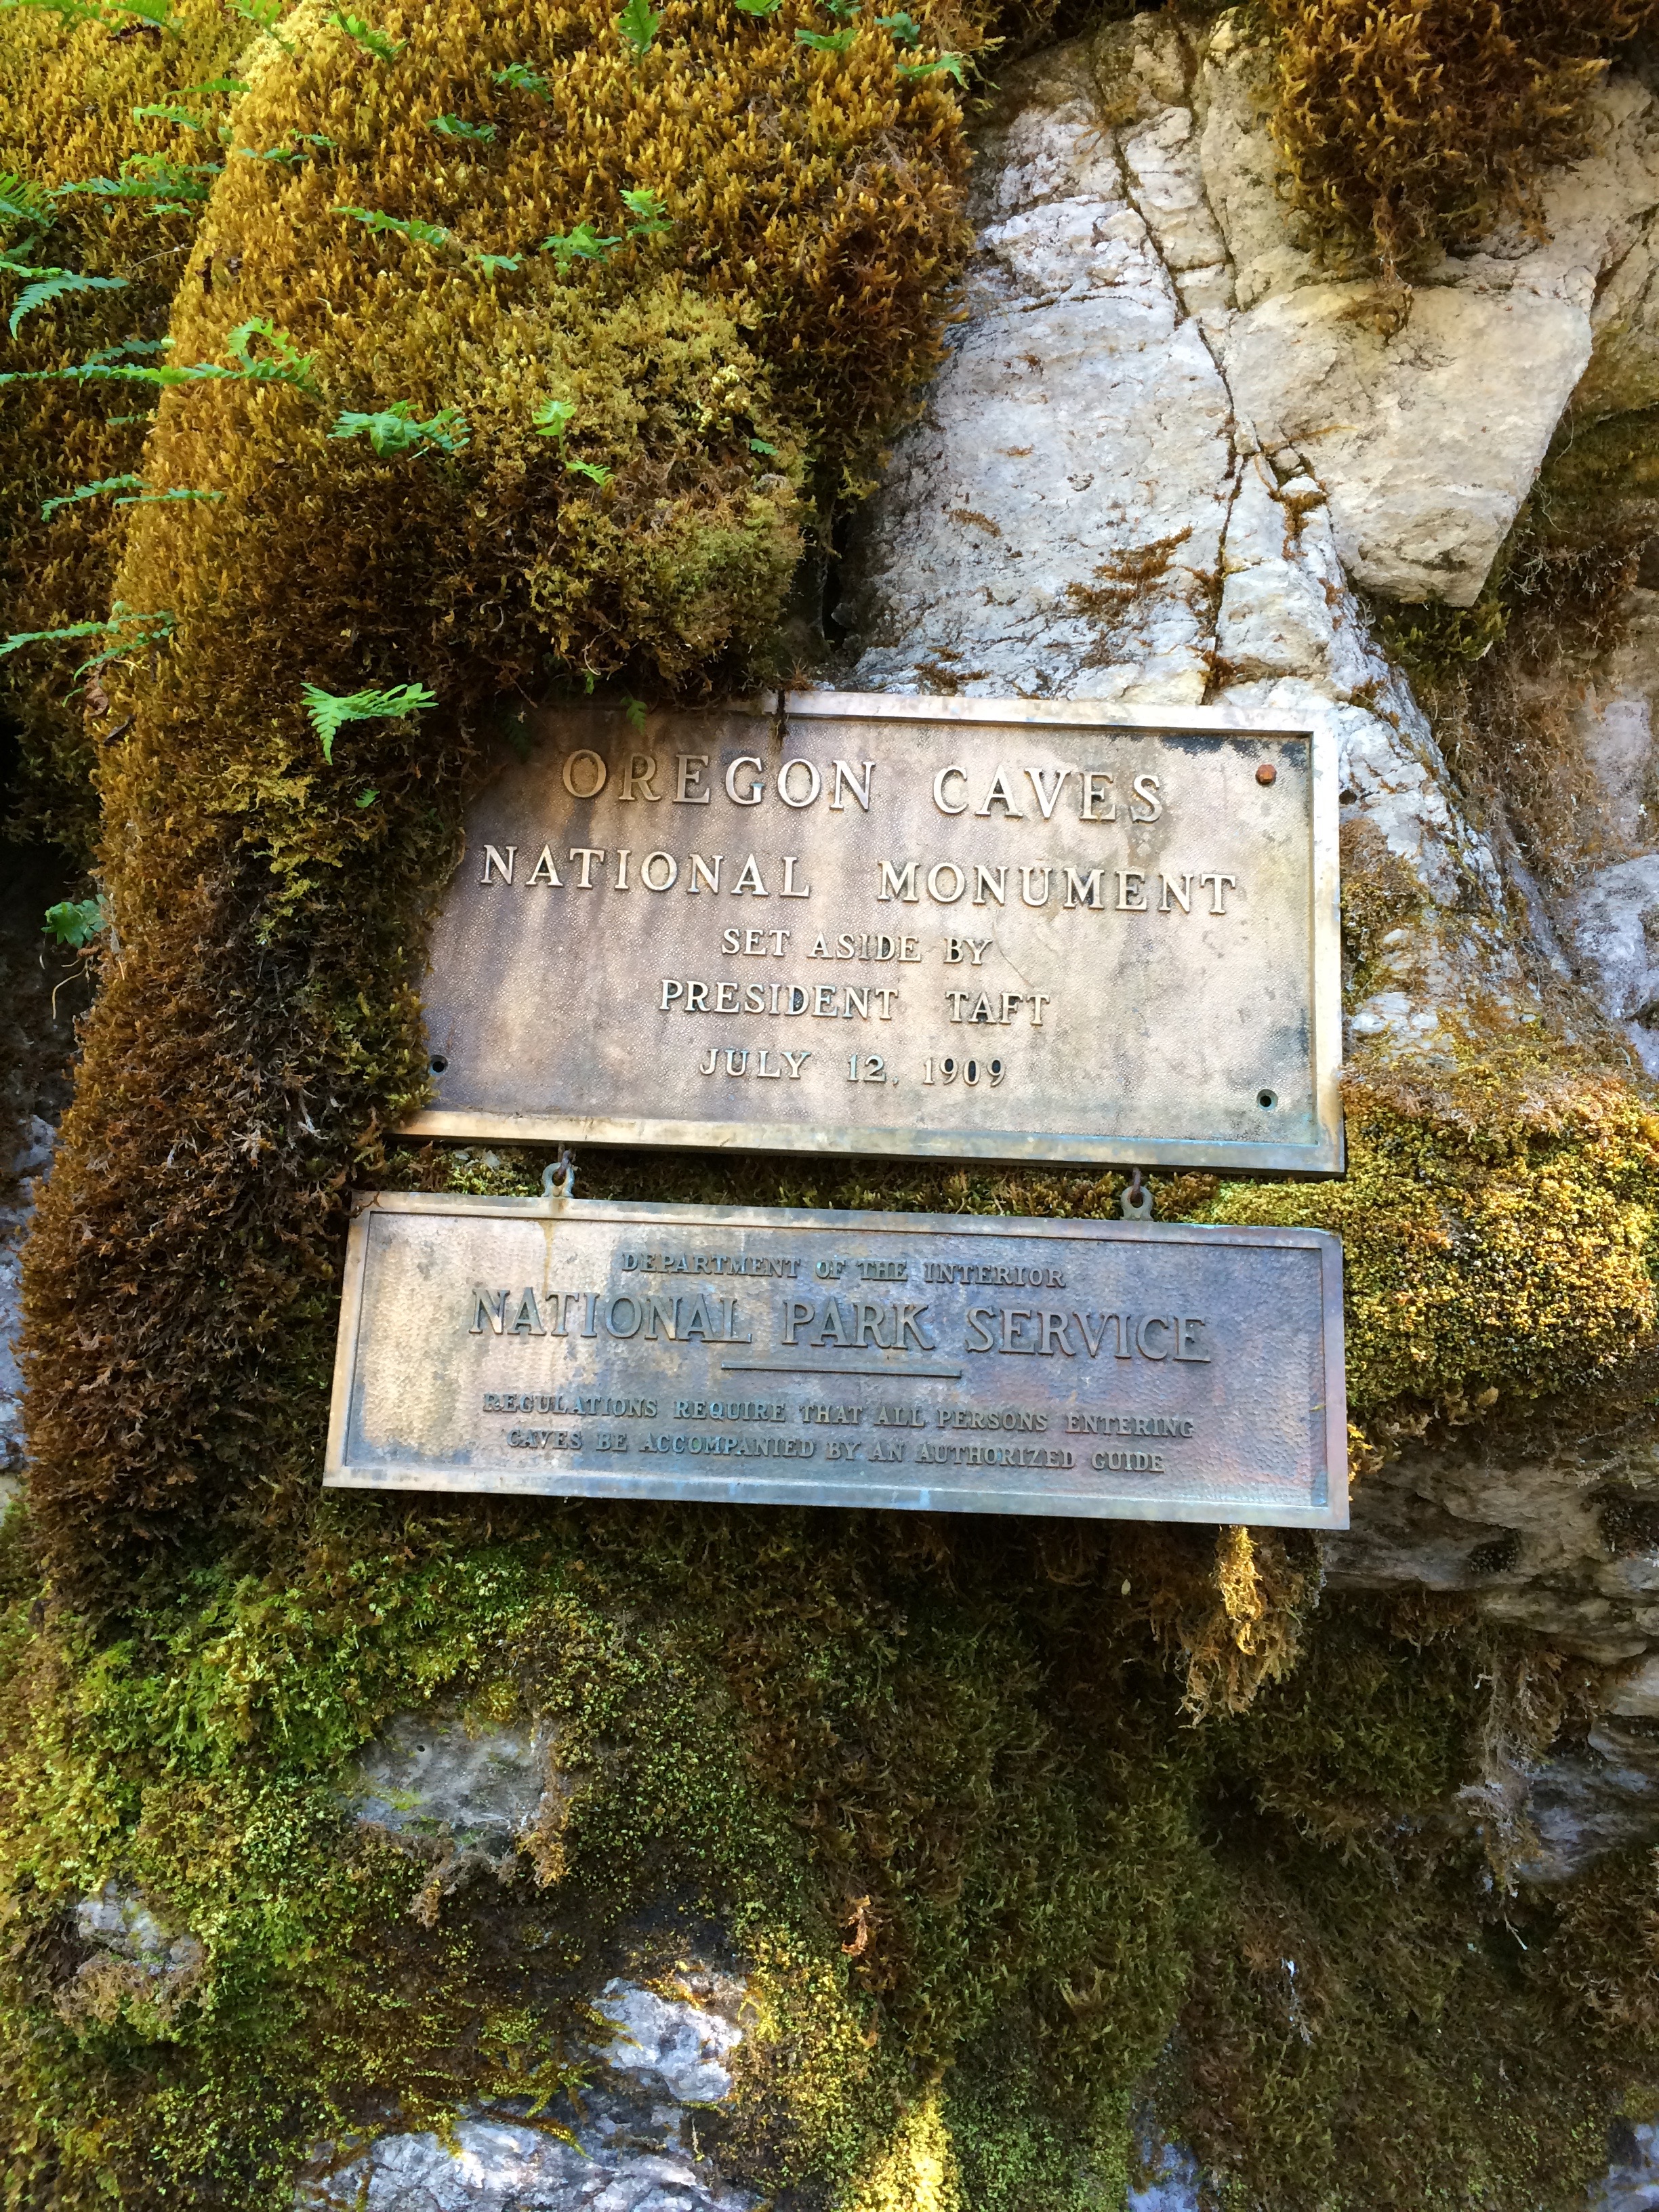 OREGON CAVES
NATIONAL MONUMENT
SET ASIDE BY
PRESIDENT TAFT
JULY 12, 1909
DEPARTMENT OF THE INTERIOR
NATIONAL PARK SERVICE
REGULATIONS REQUIRE THAT ALL PERSONS ENTERING
CAVES BE ACCOMPANIED BY AN AUTHORIZED GUIDE